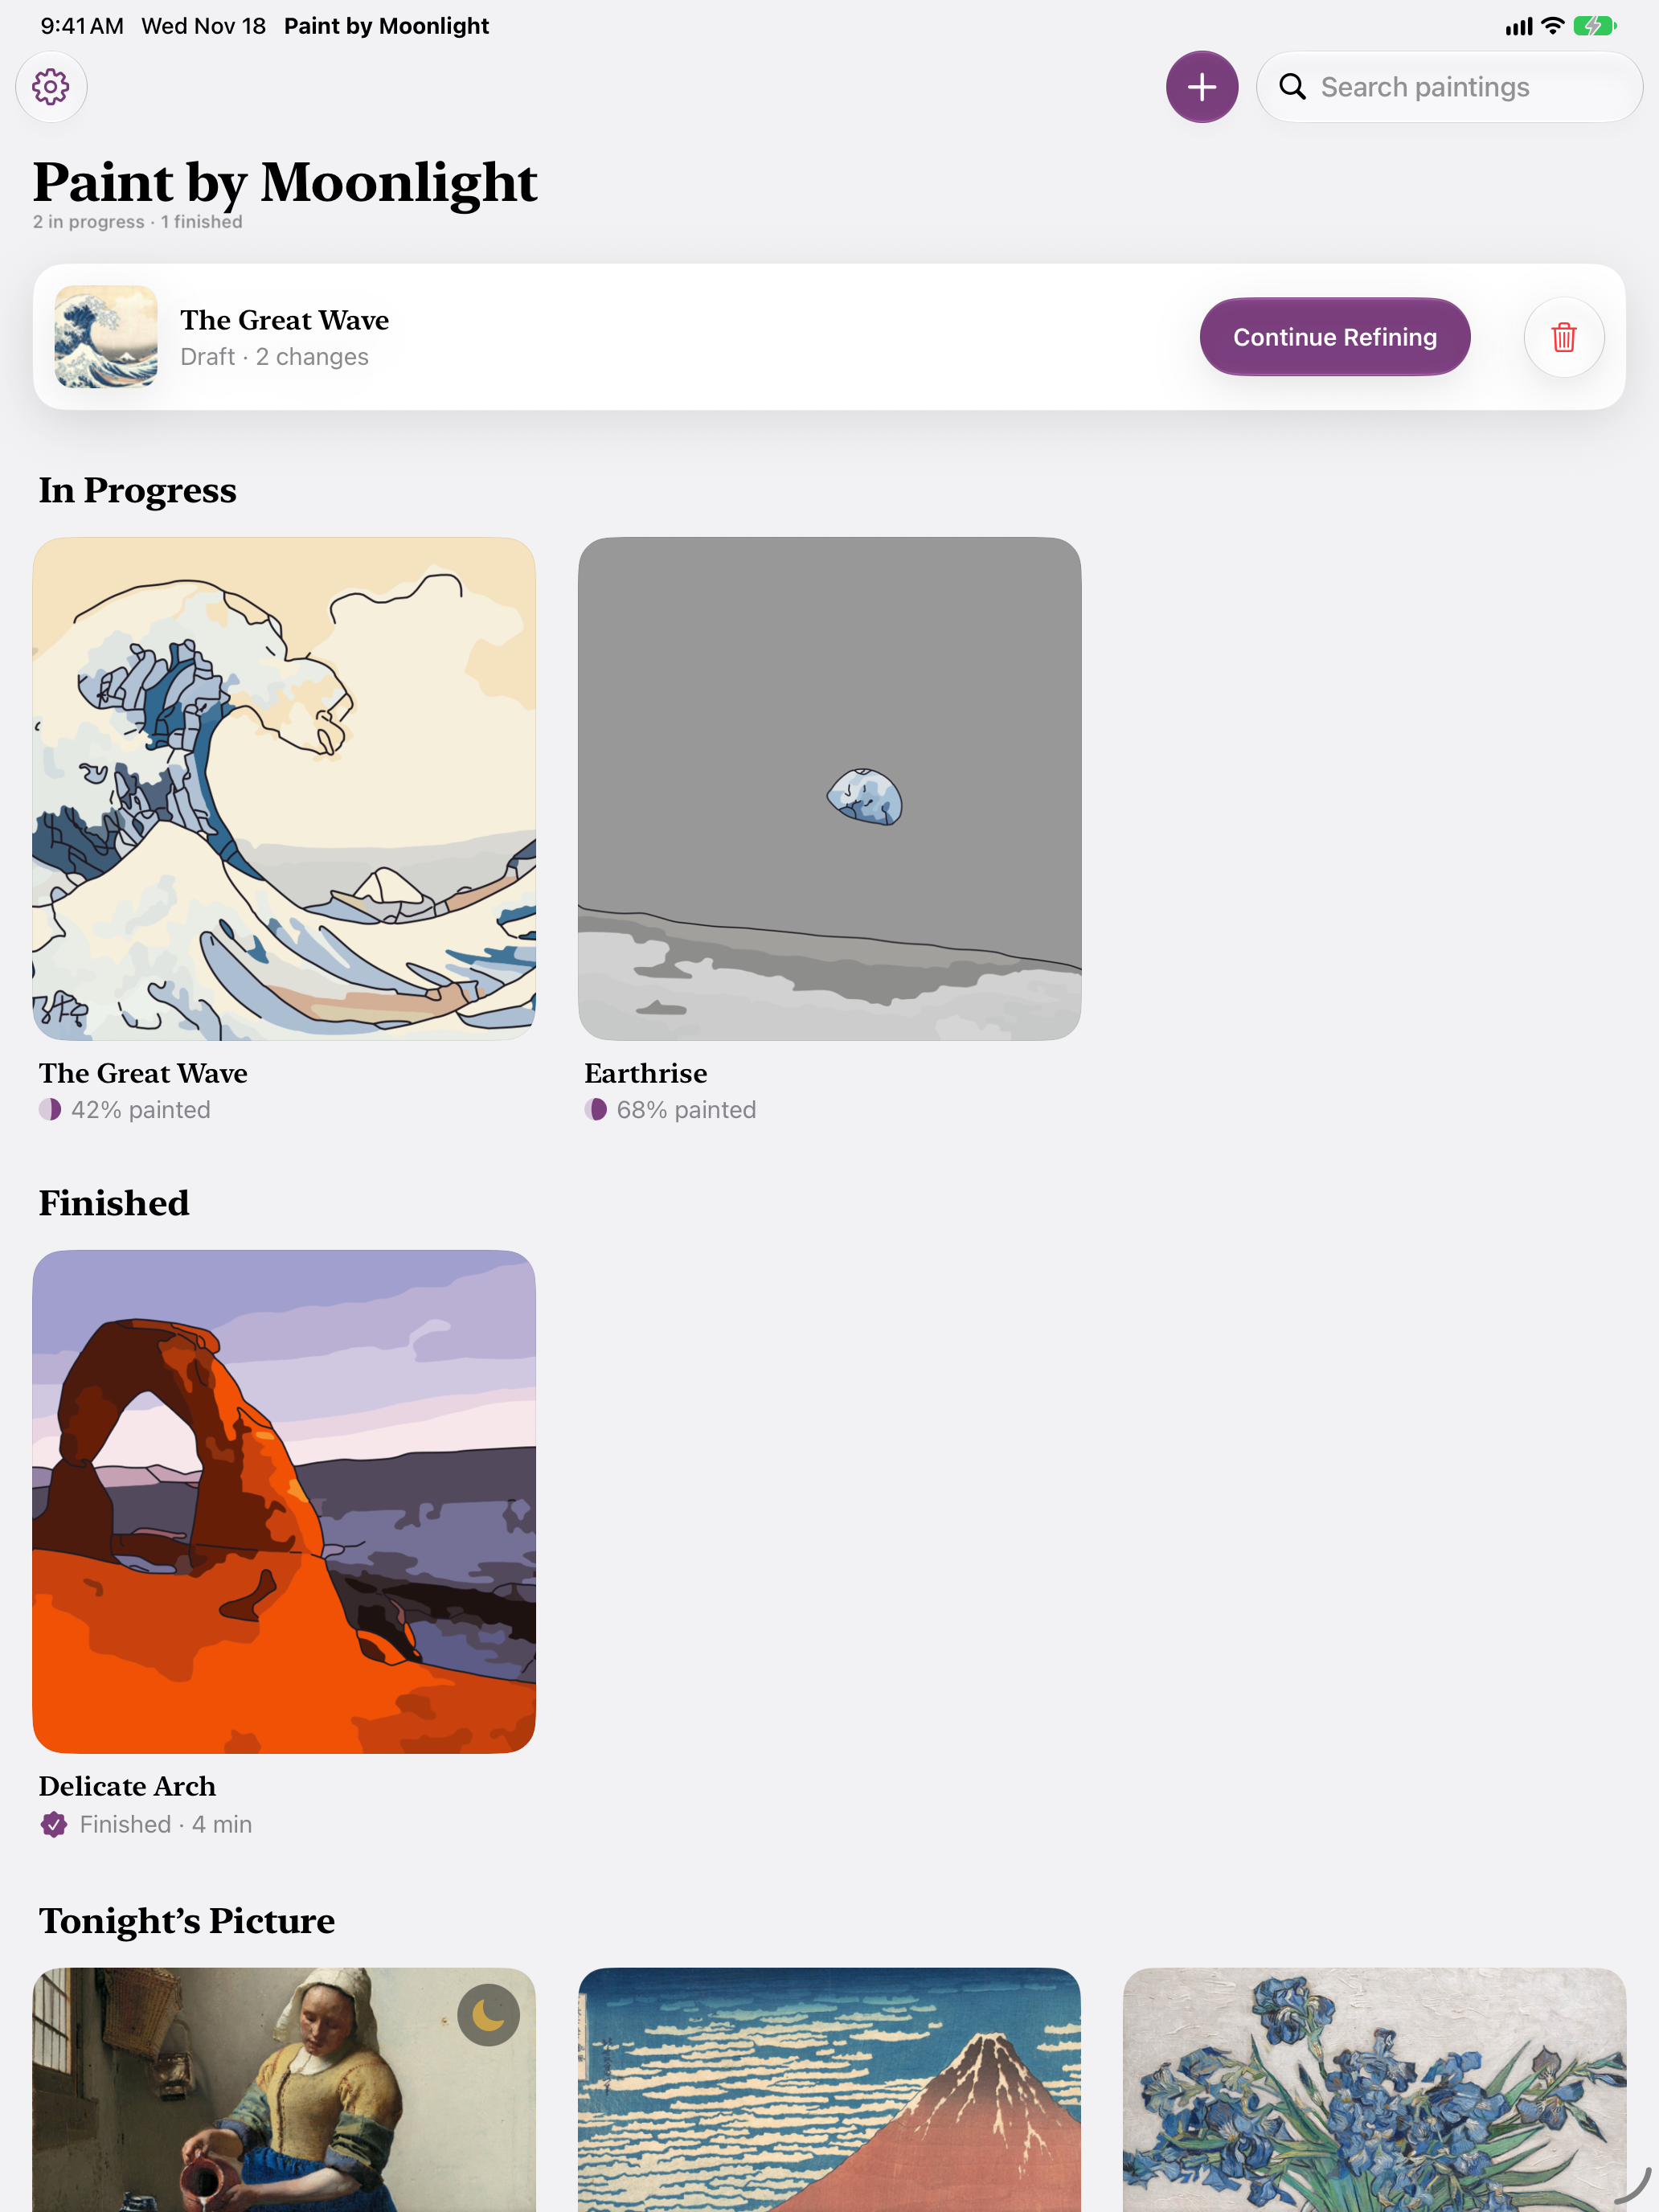 9:41 AM Wed Nov 18 Paint by Moonlight
Search paintings
Paint by Moonlight
2 in progress · 1 finished
The Great Wave
Draft · 2 changes
Continue Refining
In Progress
The Great Wave
42% painted
Earthrise
68% painted
Finished
Delicate Arch
Finished · 4 min
Tonight’s Picture